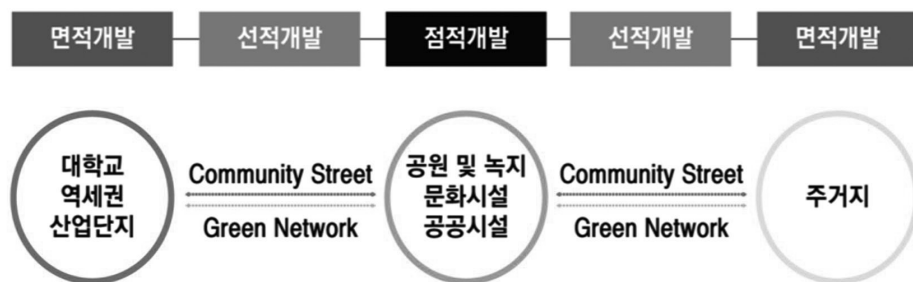 면적개발
선적개발
점적개발
선적개발
면적개발
대학교
역세권
산업단지
Community Street
Green Network
공원 및 녹지
문화시설
공공시설
Community Street
Green Network
주거지